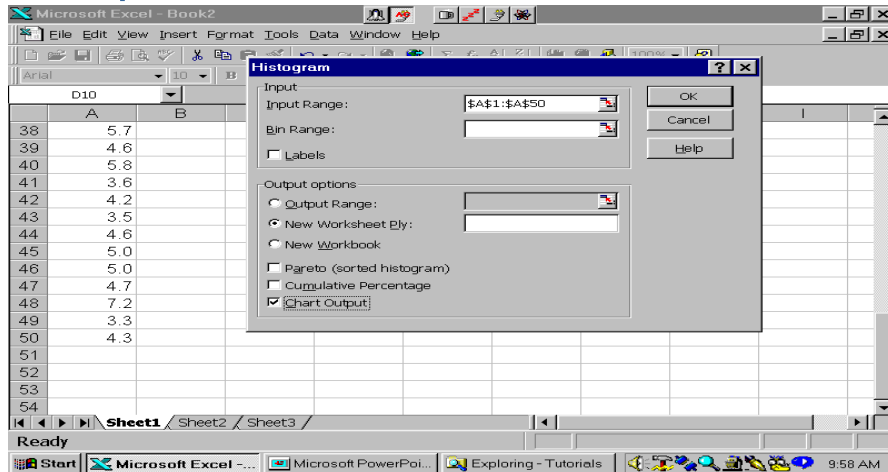 Microsoft Excel - Book2
File Edit View Insert Format Tools Data Window Help
100%
Arial 10 B
D10
Histogram
Input
Input Range: $A$1:$A$50
Bin Range:
Labels
OK
Cancel
Help
Output options
Output Range:
New Worksheet Ply:
New Workbook
Pareto (sorted histogram)
Cumulative Percentage
Chart Output
A B I
38 5.7
39 4.6
40 5.8
41 3.6
42 4.2
43 3.5
44 4.6
45 5.0
46 5.0
47 4.7
48 7.2
49 3.3
50 4.3
51
52
53
54
Sheet1 Sheet2 Sheet3
Ready
Start Microsoft Excel -... Microsoft PowerPoi... Exploring - Tutorials 9:58 AM